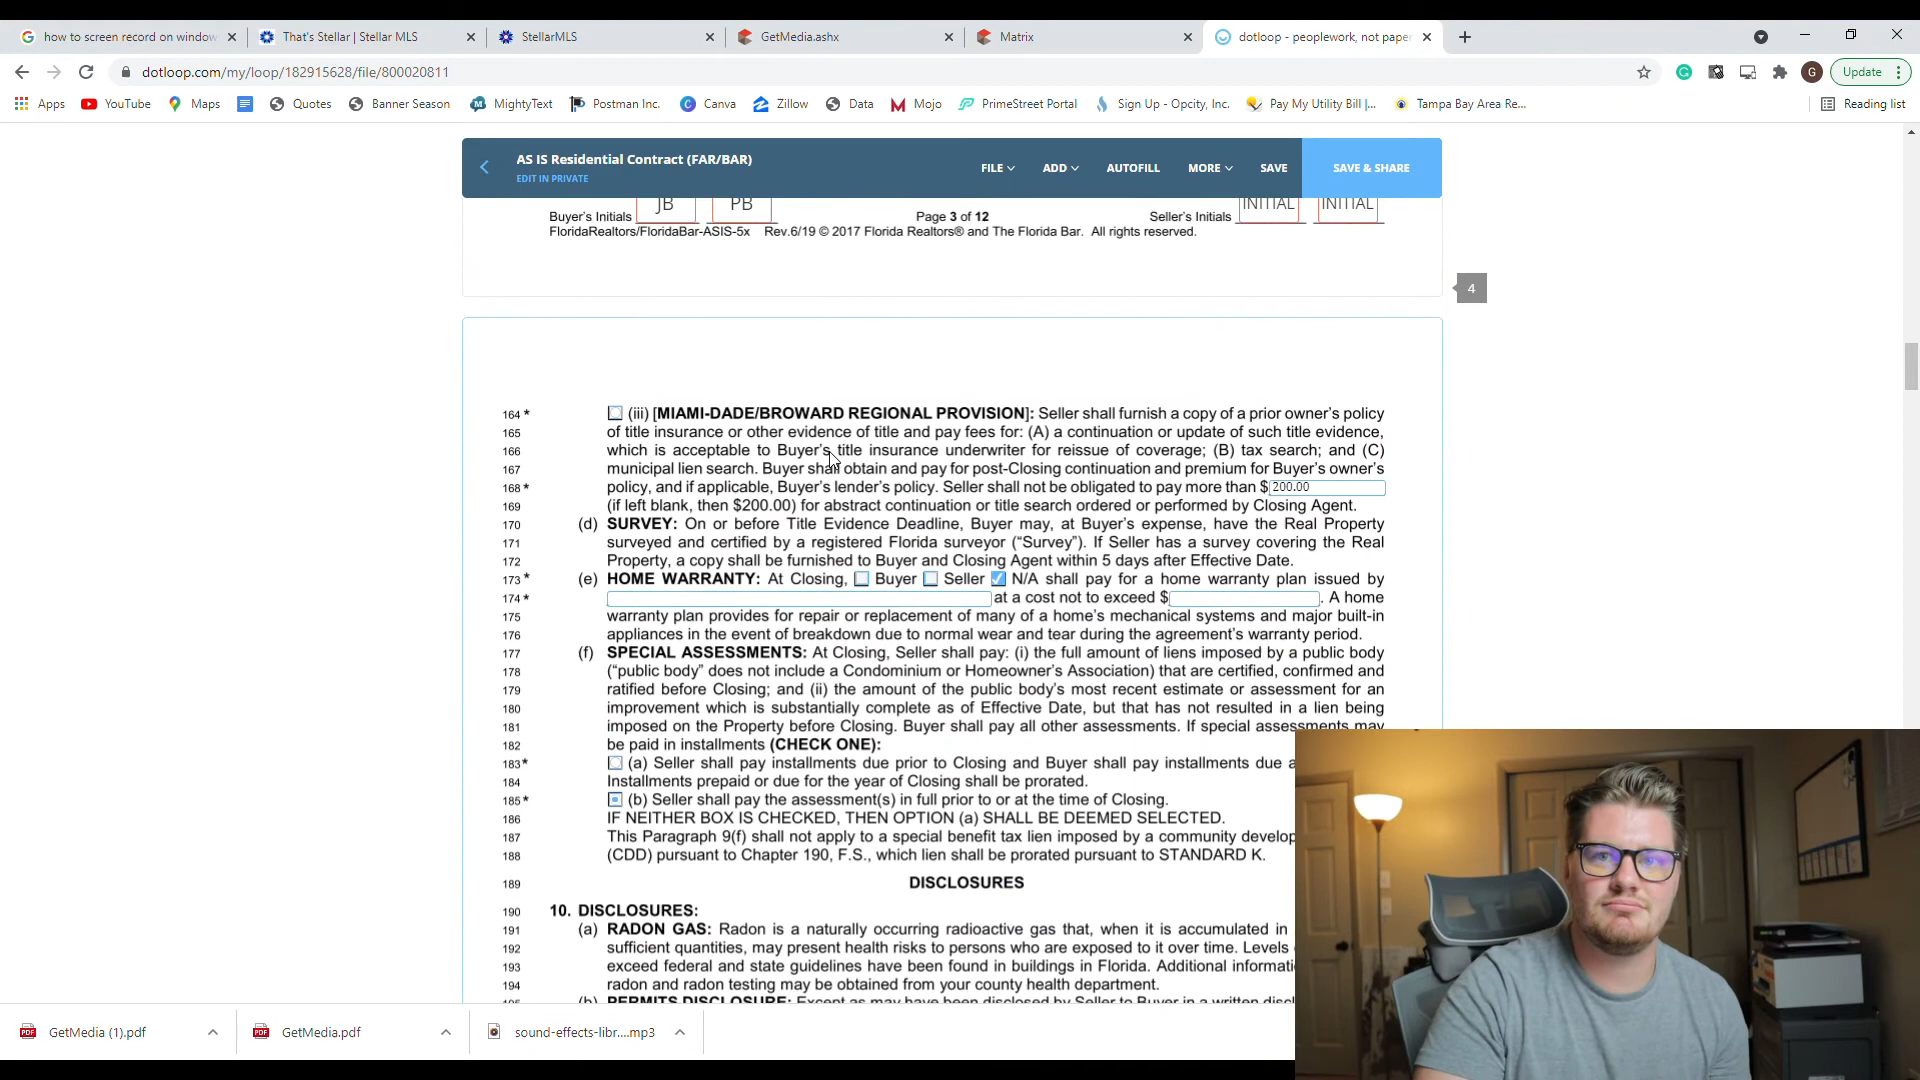 how to screen record on window
That's Stellar | Stellar MLS
StellarMLS
GetMedia.ashx
Matrix
dotloop - peoplework, not paper
dotloop.com/my/loop/182915628/file/800020811
G
Update
Apps
YouTube
Maps
Quotes
Banner Season
MightyText
Postman Inc.
Canva
Zillow
Data
Mojo
PrimeStreet Portal
Sign Up - Opcity, Inc.
Pay My Utility Bill |...
Tampa Bay Area Re...
Reading list
AS IS Residential Contract (FAR/BAR)
EDIT IN PRIVATE
FILE
ADD
AUTOFILL
MORE
SAVE
SAVE & SHARE
Buyer's Initials JB PB Page 3 of 12 Seller's Initials INITIAL INITIAL
FloridaRealtors/FloridaBar-ASIS-5x Rev.6/19 © 2017 Florida Realtors® and The Florida Bar. All rights reserved.
4
164 * (iii) [MIAMI-DADE/BROWARD REGIONAL PROVISION]: Seller shall furnish a copy of a prior owner's policy
165 of title insurance or other evidence of title and pay fees for: (A) a continuation or update of such title evidence,
166 which is acceptable to Buyer's title insurance underwriter for reissue of coverage; (B) tax search; and (C)
167 municipal lien search. Buyer shall obtain and pay for post-Closing continuation and premium for Buyer's owner's
168 * policy, and if applicable, Buyer's lender's policy. Seller shall not be obligated to pay more than $ 200.00
169 (if left blank, then $200.00) for abstract continuation or title search ordered or performed by Closing Agent.
170 (d) SURVEY: On or before Title Evidence Deadline, Buyer may, at Buyer's expense, have the Real Property
171 surveyed and certified by a registered Florida surveyor ("Survey"). If Seller has a survey covering the Real
172 Property, a copy shall be furnished to Buyer and Closing Agent within 5 days after Effective Date.
173 * (e) HOME WARRANTY: At Closing, Buyer Seller N/A shall pay for a home warranty plan issued by
174 * at a cost not to exceed $ . A home
175 warranty plan provides for repair or replacement of many of a home's mechanical systems and major built-in
176 appliances in the event of breakdown due to normal wear and tear during the agreement's warranty period.
177 (f) SPECIAL ASSESSMENTS: At Closing, Seller shall pay: (i) the full amount of liens imposed by a public body
178 ("public body" does not include a Condominium or Homeowner's Association) that are certified, confirmed and
179 ratified before Closing; and (ii) the amount of the public body's most recent estimate or assessment for an
180 improvement which is substantially complete as of Effective Date, but that has not resulted in a lien being
181 imposed on the Property before Closing. Buyer shall pay all other assessments. If special assessments may
182 be paid in installments (CHECK ONE):
183 * (a) Seller shall pay installments due prior to Closing and Buyer shall pay installments due a
184 Installments prepaid or due for the year of Closing shall be prorated.
185 * (b) Seller shall pay the assessment(s) in full prior to or at the time of Closing.
186 IF NEITHER BOX IS CHECKED, THEN OPTION (a) SHALL BE DEEMED SELECTED.
187 This Paragraph 9(f) shall not apply to a special benefit tax lien imposed by a community develop
188 (CDD) pursuant to Chapter 190, F.S., which lien shall be prorated pursuant to STANDARD K.
189 DISCLOSURES
190 10. DISCLOSURES:
191 (a) RADON GAS: Radon is a naturally occurring radioactive gas that, when it is accumulated in
192 sufficient quantities, may present health risks to persons who are exposed to it over time. Levels
193 exceed federal and state guidelines have been found in buildings in Florida. Additional informati
194 radon and radon testing may be obtained from your county health department.
195 (b) PERMITS DISCLOSURE: Except as may have been disclosed by Seller to Buyer in a written discl
GetMedia (1).pdf
GetMedia.pdf
sound-effects-libr....mp3